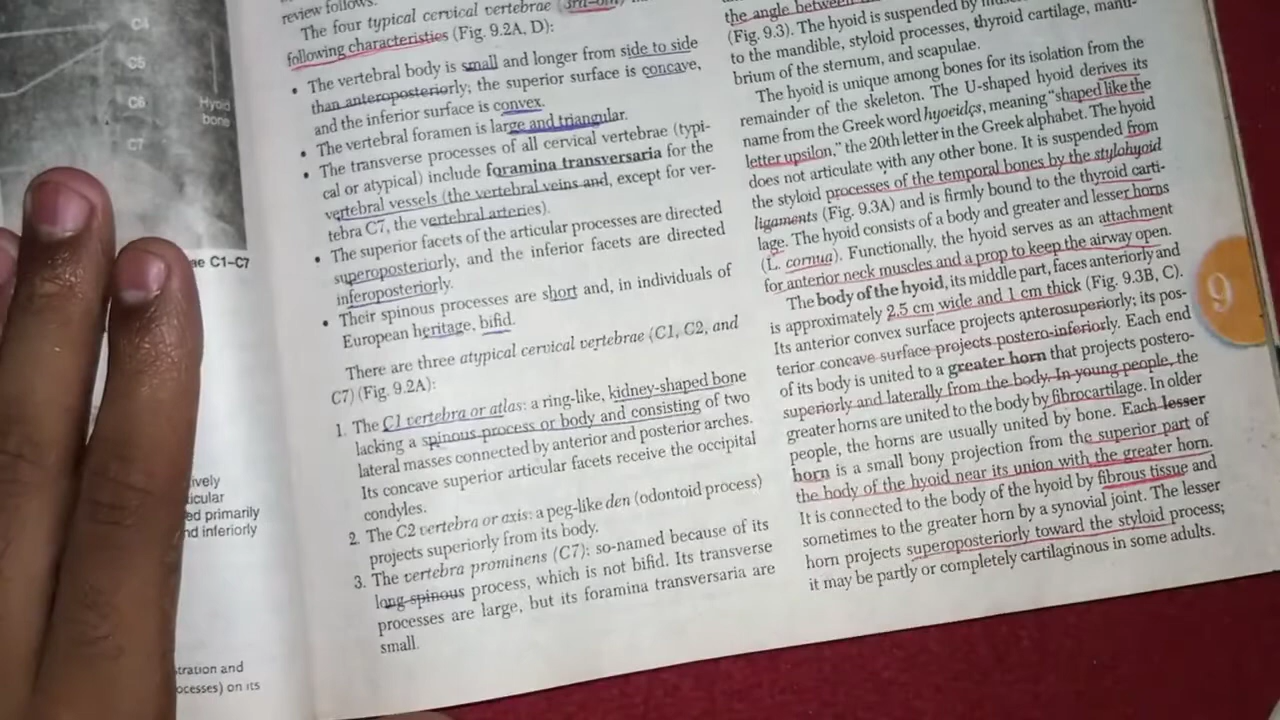 C4
C5
C6
C7
Hyoid
bone
ae C1–C7
ively
icular
ed primarily
nd inferiorly
tration and
ocesses) on its
review follows.
The four typical cervical vertebrae (3rd–6th)
following characteristics (Fig. 9.2A, D):
• The vertebral body is small and longer from side to side
than anteroposteriorly; the superior surface is concave,
and the inferior surface is convex.
• The vertebral foramen is large and triangular.
• The transverse processes of all cervical vertebrae (typi-
cal or atypical) include foramina transversaria for the
vertebral vessels (the vertebral veins and, except for ver-
tebra C7, the vertebral arteries).
• The superior facets of the articular processes are directed
superoposteriorly, and the inferior facets are directed
inferoposteriorly.
• Their spinous processes are short and, in individuals of
European heritage, bifid.
There are three atypical cervical vertebrae (C1, C2, and
C7) (Fig. 9.2A):
1. The C1 vertebra or atlas: a ring-like, kidney-shaped bone
lacking a spinous process or body and consisting of two
lateral masses connected by anterior and posterior arches.
Its concave superior articular facets receive the occipital
condyles.
2. The C2 vertebra or axis: a peg-like den (odontoid process)
projects superiorly from its body.
3. The vertebra prominens (C7): so-named because of its
long spinous process, which is not bifid. Its transverse
processes are large, but its foramina transversaria are
small.
the angle between
(Fig. 9.3). The hyoid is suspended by
to the mandible, styloid processes, thyroid cartilage, manu-
brium of the sternum, and scapulae.
The hyoid is unique among bones for its isolation from the
remainder of the skeleton. The U-shaped hyoid derives its
name from the Greek word hyoeidçs, meaning "shaped like the
letter upsilon," the 20th letter in the Greek alphabet. The hyoid
does not articulate with any other bone. It is suspended from
the styloid processes of the temporal bones by the stylohyoid
ligaments (Fig. 9.3A) and is firmly bound to the thyroid carti-
lage. The hyoid consists of a body and greater and lesser horns
(L. cornua). Functionally, the hyoid serves as an attachment
for anterior neck muscles and a prop to keep the airway open.
The body of the hyoid, its middle part, faces anteriorly and
is approximately 2.5 cm wide and 1 cm thick (Fig. 9.3B, C).
Its anterior convex surface projects anterosuperiorly; its pos-
terior concave surface projects postero-inferiorly. Each end
of its body is united to a greater horn that projects postero-
superiorly and laterally from the body. In young people, the
greater horns are united to the body by fibrocartilage. In older
people, the horns are usually united by bone. Each lesser
horn is a small bony projection from the superior part of
the body of the hyoid near its union with the greater horn.
It is connected to the body of the hyoid by fibrous tissue and
sometimes to the greater horn by a synovial joint. The lesser
horn projects superoposteriorly toward the styloid process;
it may be partly or completely cartilaginous in some adults.
9